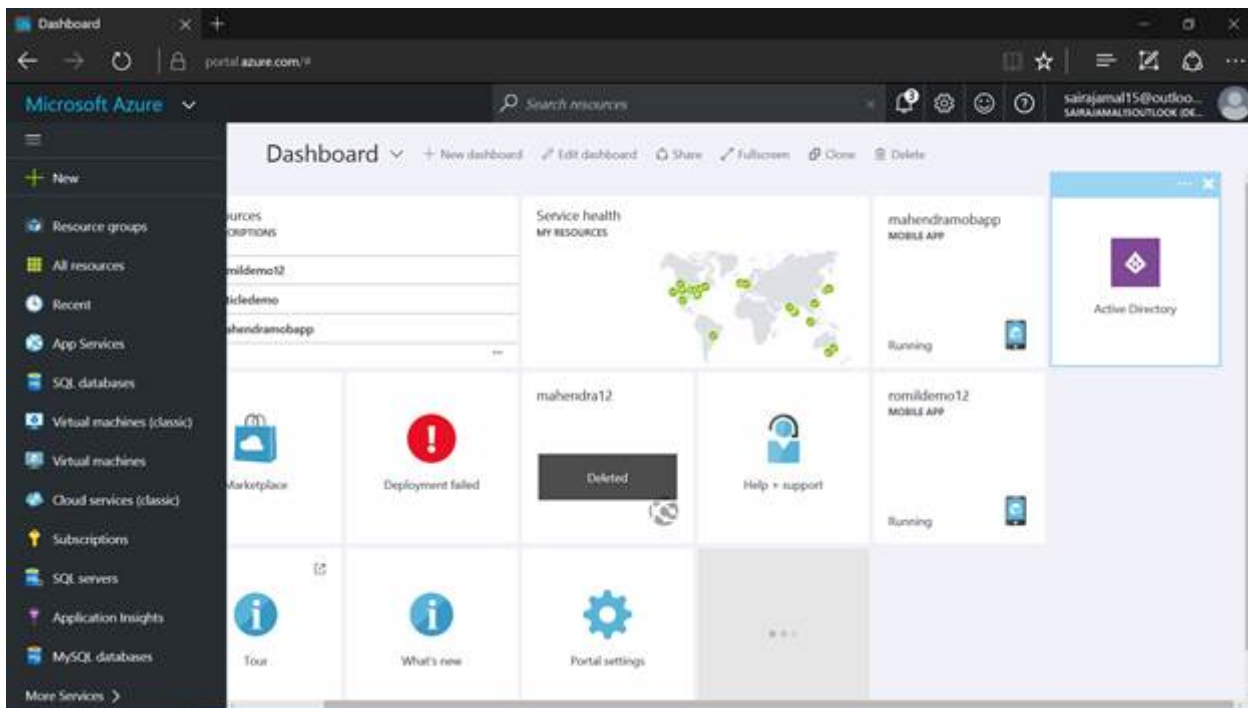 Dashboard
portal.azure.com/#
Microsoft Azure
Search resources
3
sairajamal15@outloo...
SAIRAJAMAL15OUTLOOK (DE...
Dashboard
+ New dashboard
Edit dashboard
Share
Fullscreen
Clone
Delete
New
Resource groups
All resources
Recent
App Services
SQL databases
Virtual machines (classic)
Virtual machines
Cloud services (classic)
Subscriptions
SQL servers
Application Insights
MySQL databases
More Services >
urces
CRIPTIONS
mildemo12
ticledemo
ahendramobapp
Service health
MY RESOURCES
mahendramobapp
MOBILE APP
Running
Active Directory
Marketplace
Deployment failed
mahendra12
Deleted
Help + support
romildemo12
MOBILE APP
Running
Tour
What's new
Portal settings